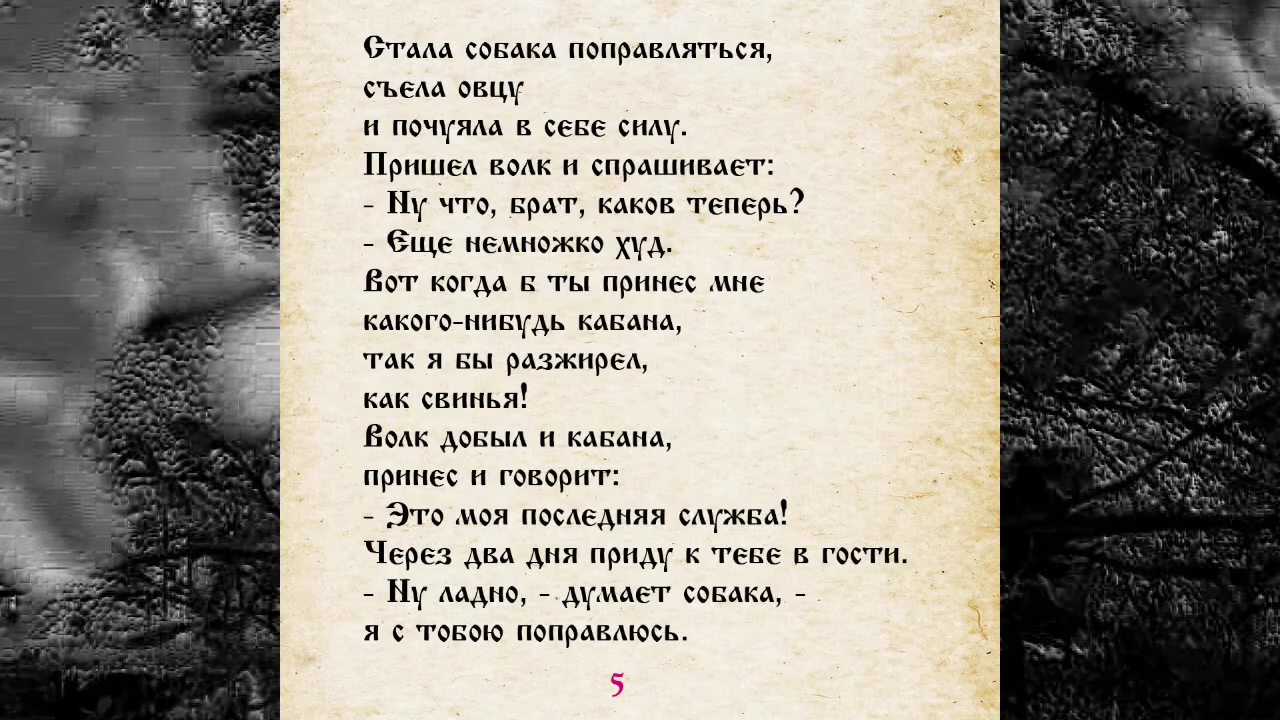 Стала собака поправляться,
съела овцу
и почуяла в себе силу.
Пришел волк и спрашивает:
- Ну что, брат, каков теперь?
- Еще немножко худ.
Вот когда б ты принес мне
какого-нибудь кабана,
так я бы разжирел,
как свинья!
Волк добыл и кабана,
принес и говорит:
- Это моя последняя служба!
Через два дня приду к тебе в гости.
- Ну ладно, - думает собака, -
я с тобою поправлюсь.
5